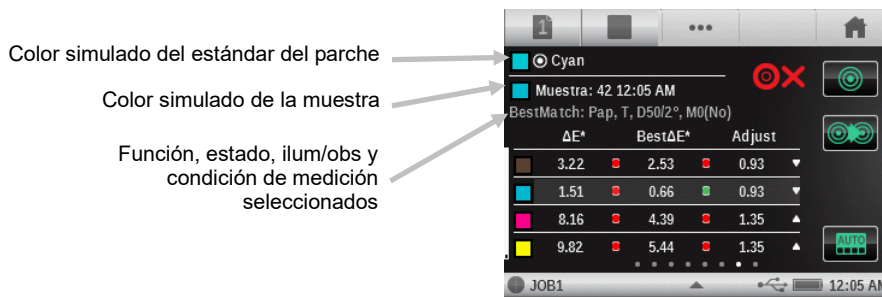 Color simulado del estándar del parche
Color simulado de la muestra
Función, estado, ilum/obs y
condición de medición
seleccionados
1
Cyan
Muestra: 42 12:05 AM
BestMatch: Pap, T, D50/2°, M0(No)
ΔE* BestΔE* Adjust
3.22 2.53 0.93
1.51 0.66 0.93
8.16 4.39 1.35
9.82 5.44 1.35
AUTO
JOB1 12:05 AM